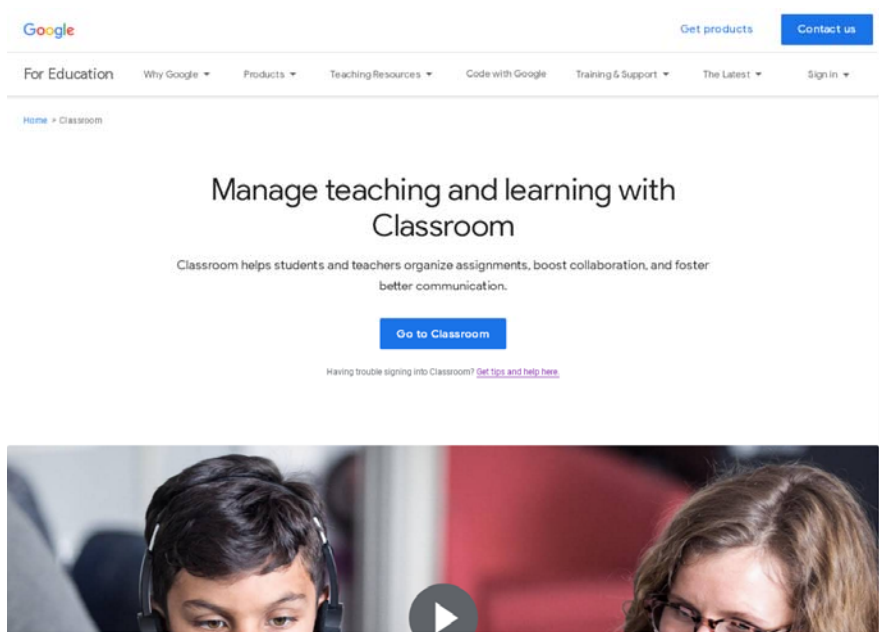 Google
Get products
Contact us
For Education
Why Google
Products
Teaching Resources
Code with Google
Training & Support
The Latest
Sign in
Home > Classroom
Manage teaching and learning with
Classroom
Classroom helps students and teachers organize assignments, boost collaboration, and foster
better communication.
Go to Classroom
Having trouble signing into Classroom? Get tips and help here.